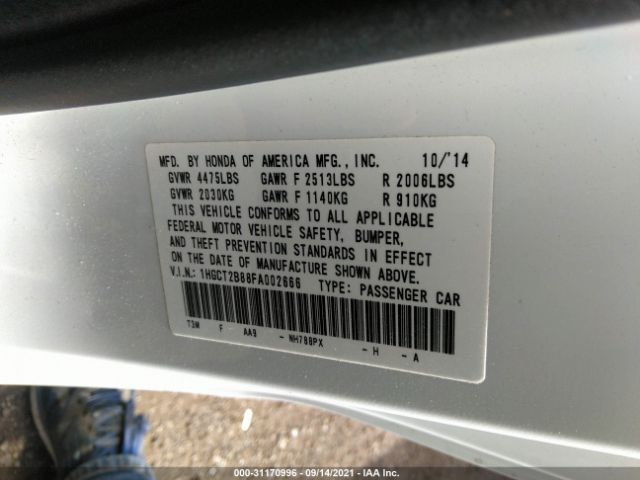 MFD. BY HONDA OF AMERICA MFG., INC. 10/'14
GVWR 4475LBS GAWR F 2513LBS R 2006LBS
GVWR 2030KG GAWR F 1140KG R 910KG
THIS VEHICLE CONFORMS TO ALL APPLICABLE
FEDERAL MOTOR VEHICLE SAFETY, BUMPER,
AND THEFT PREVENTION STANDARDS IN EFFECT
ON THE DATE OF MANUFACTURE SHOWN ABOVE.
V.I.N.: 1HGCT2B88FA002666 TYPE: PASSENGER CAR
T3M F AA9 - NH788PX - H - A
000-31170996 - 09/14/2021 - IAA Inc.